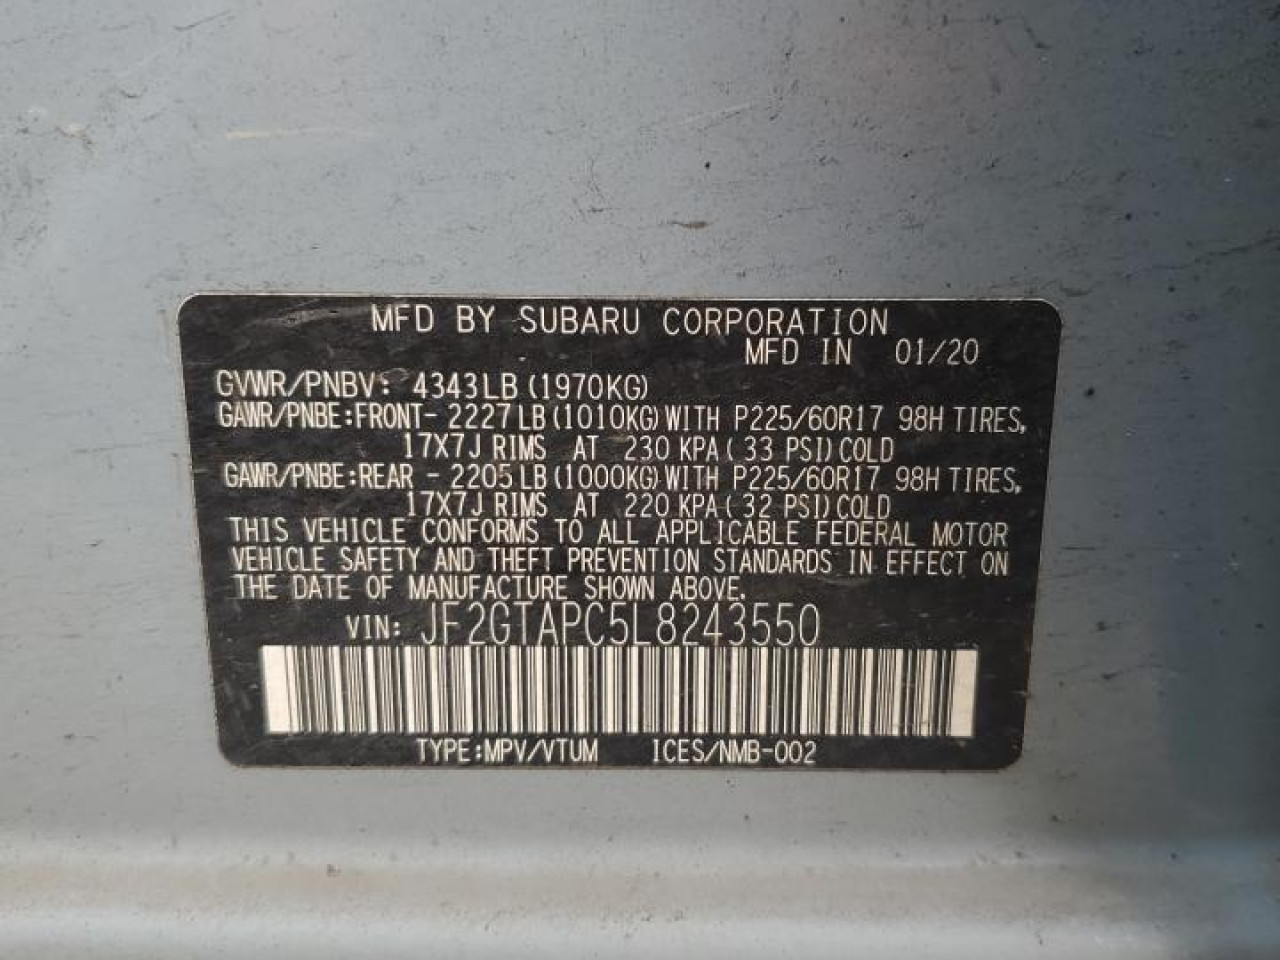 MFD BY SUBARU CORPORATION
MFD IN 01/20
GVWR/PNBV: 4343LB (1970KG)
GAWR/PNBE:FRONT- 2227LB (1010KG) WITH P225/60R17 98H TIRES,
17X7J RIMS AT 230 KPA ( 33 PSI) COLD
GAWR/PNBE:REAR - 2205LB (1000KG) WITH P225/60R17 98H TIRES,
17X7J RIMS AT 220 KPA ( 32 PSI) COLD
THIS VEHICLE CONFORMS TO ALL APPLICABLE FEDERAL MOTOR
VEHICLE SAFETY AND THEFT PREVENTION STANDARDS IN EFFECT ON
THE DATE OF MANUFACTURE SHOWN ABOVE.
VIN: JF2GTAPC5L8243550
TYPE:MPV/VTUM ICES/NMB-002